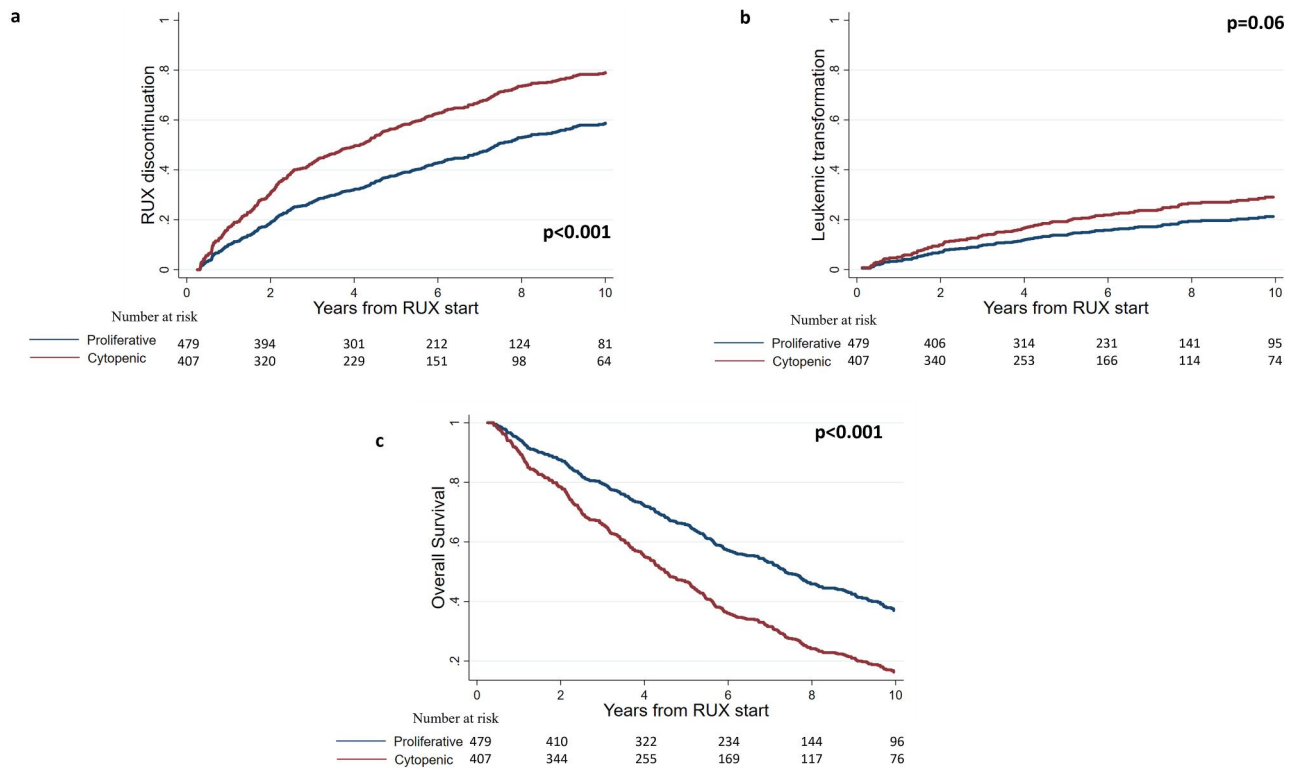 a
RUX discontinuation
1
.8
.6
.4
.2
0
p<0.001
0 2 4 6 8 10
Years from RUX start
Number at risk
Proliferative 479 394 301 212 124 81
Cytopenic 407 320 229 151 98 64
b
p=0.06
Leukemic transformation
1
.8
.6
.4
.2
0
0 2 4 6 8 10
Years from RUX start
Number at risk
Proliferative 479 406 314 231 141 95
Cytopenic 407 340 253 166 114 74
c
p<0.001
Overall Survival
1
.8
.6
.4
.2
0 2 4 6 8 10
Years from RUX start
Number at risk
Proliferative 479 410 322 234 144 96
Cytopenic 407 344 255 169 117 76